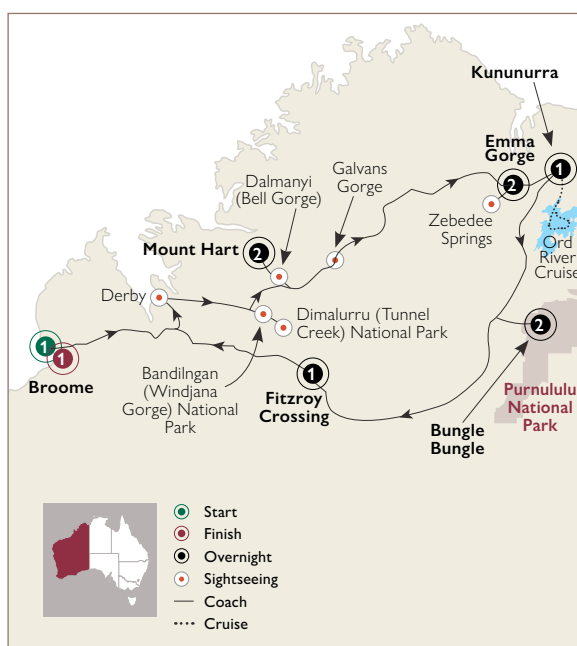 Kununurra
Emma
Gorge
1
2
Galvans
Gorge
Dalmanyi
(Bell Gorge)
Zebedee
Springs
Ord
River
Cruise
Mount Hart
2
Derby
Dimalurru (Tunnel
Creek) National Park
2
1
1
Broome
Bandilngan
(Windjana
Gorge) National
Park
1
Fitzroy
Crossing
Purnululu
National
Park
Bungle
Bungle
Start
Finish
Overnight
Sightseeing
Coach
Cruise